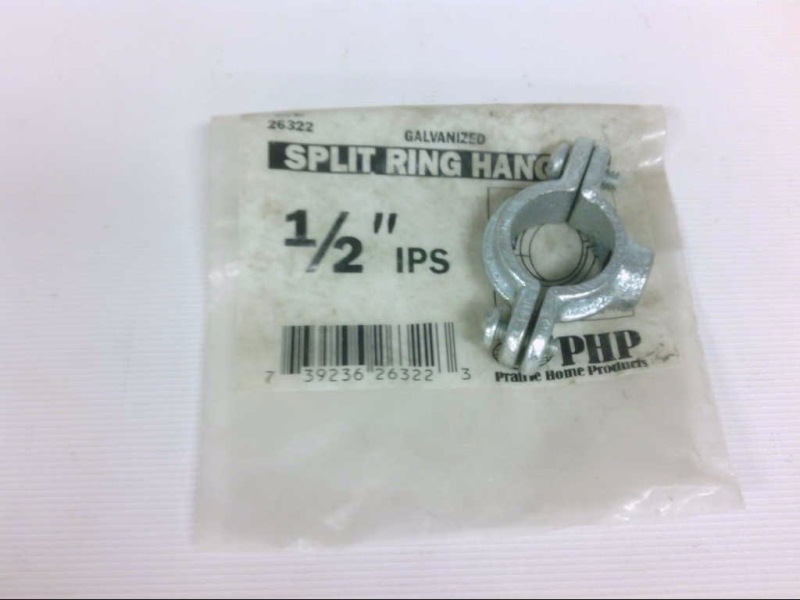 26322
GALVANIZED
SPLIT RING HANG
1/2" IPS
7 39236 26322 3
PHP
Prairie Home Products